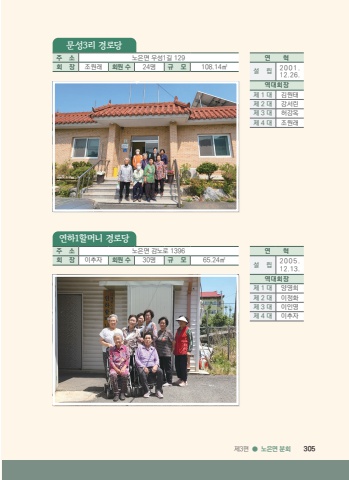 문성3리 경로당
주 소 노은면 우성1길 129
회 장 조원래 회원 수 24명 규 모 108.14㎡
연 혁
설 립 2001. 12.26.
역대회장
제 1 대 김원태
제 2 대 강서린
제 3 대 허강옥
제 4 대 조원래
연하1할머니 경로당
주 소 노은면 감노로 1396
회 장 이추자 회원 수 30명 규 모 65.24㎡
연 혁
설 립 2005. 12.13.
역대회장
제 1 대 양영희
제 2 대 이정화
제 3 대 이인열
제 4 대 이추자
제3편 ● 노은면 문화 305